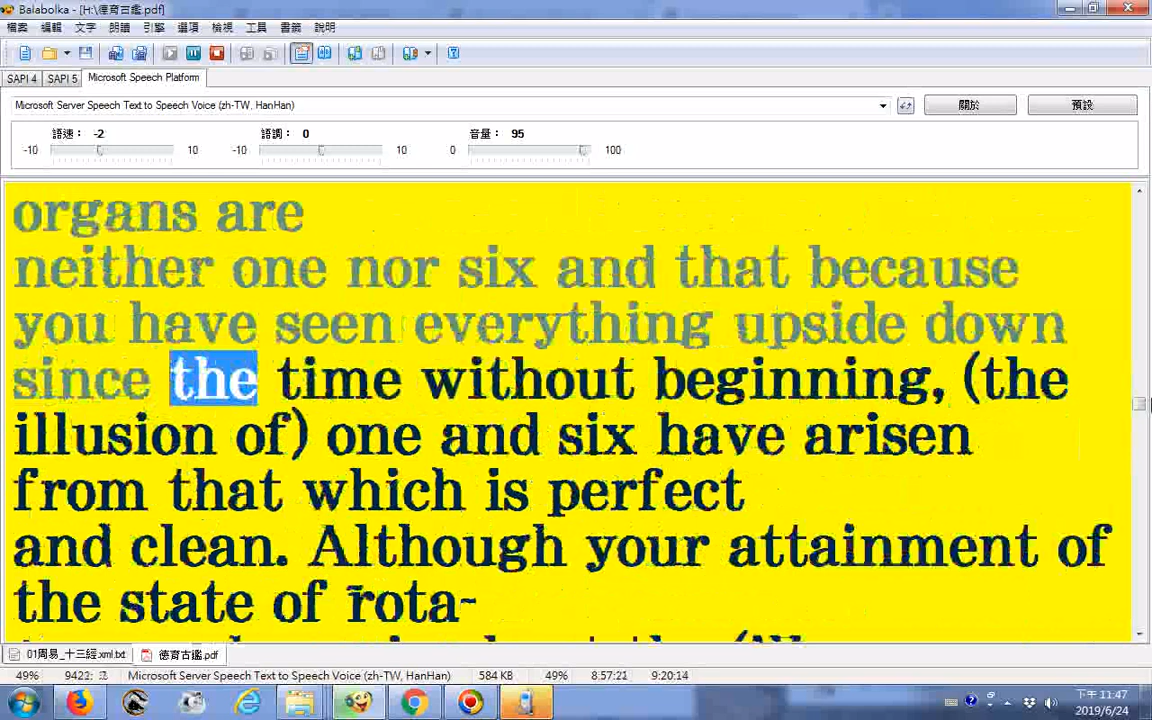 Balabolka - [H:\德育古鑑.pdf]
檔案 編輯 文字 朗讀 引擎 選項 檢視 工具 書籤 說明
SAPI 4 SAPI 5 Microsoft Speech Platform
Microsoft Server Speech Text to Speech Voice (zh-TW, HanHan) 關於 預設
語速： -2 語調： 0 音量： 95
-10 10 -10 10 0 100
organs are
neither one nor six and that because
you have seen everything upside down
since the time without beginning, (the
illusion of) one and six have arisen
from that which is perfect
and clean. Although your attainment of
the state of r̄ota-
01周易_十三經.xml.txt 德育古鑑.pdf
49% 9422: Microsoft Server Speech Text to Speech Voice (zh-TW, HanHan) 584 KB 49% 8:57:21 9:20:14
下午 11:47
2019/6/24